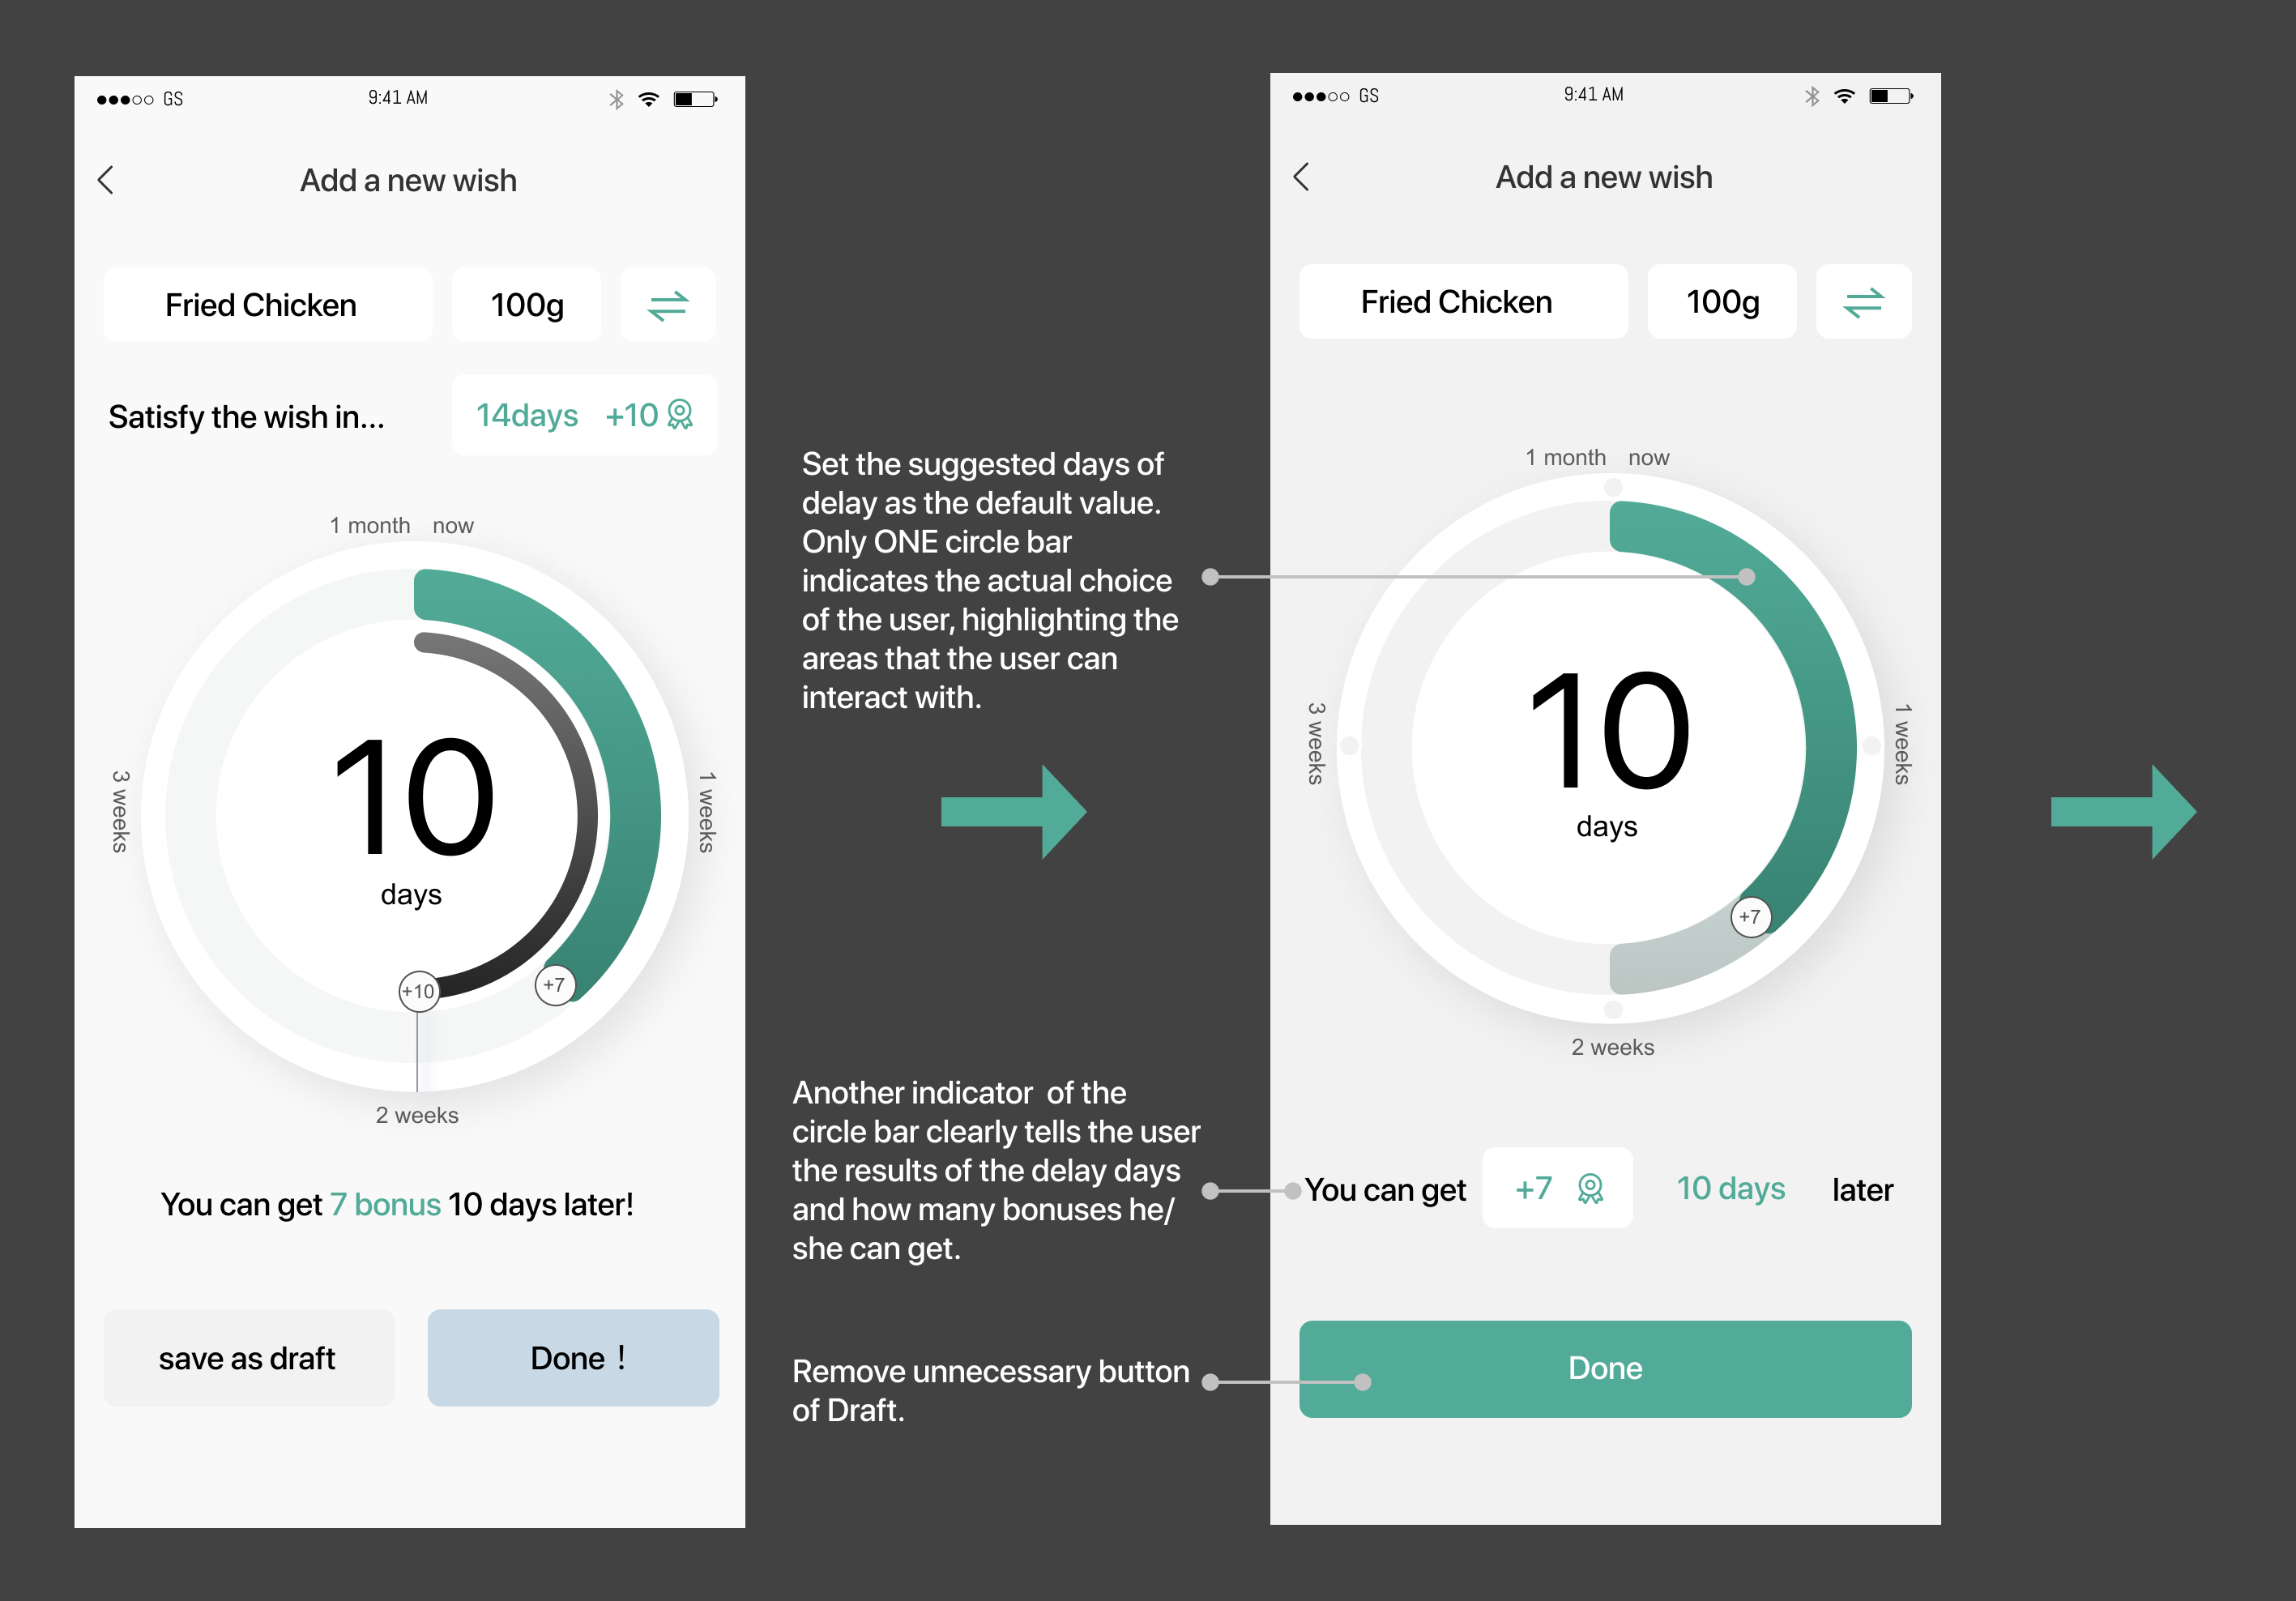 GS 9:41 AM
Add a new wish
Fried Chicken 100g
Satisfy the wish in... 14days +10
1 month now
3 weeks
1 weeks
10
days
+10
+7
2 weeks
You can get 7 bonus 10 days later!
save as draft Done !
Set the suggested days of
delay as the default value.
Only ONE circle bar
indicates the actual choice
of the user, highlighting the
areas that the user can
interact with.
Another indicator of the
circle bar clearly tells the user
the results of the delay days
and how many bonuses he/
she can get.
Remove unnecessary button
of Draft.
GS 9:41 AM
Add a new wish
Fried Chicken 100g
1 month now
3 weeks
1 weeks
10
days
+7
2 weeks
You can get +7 10 days later
Done